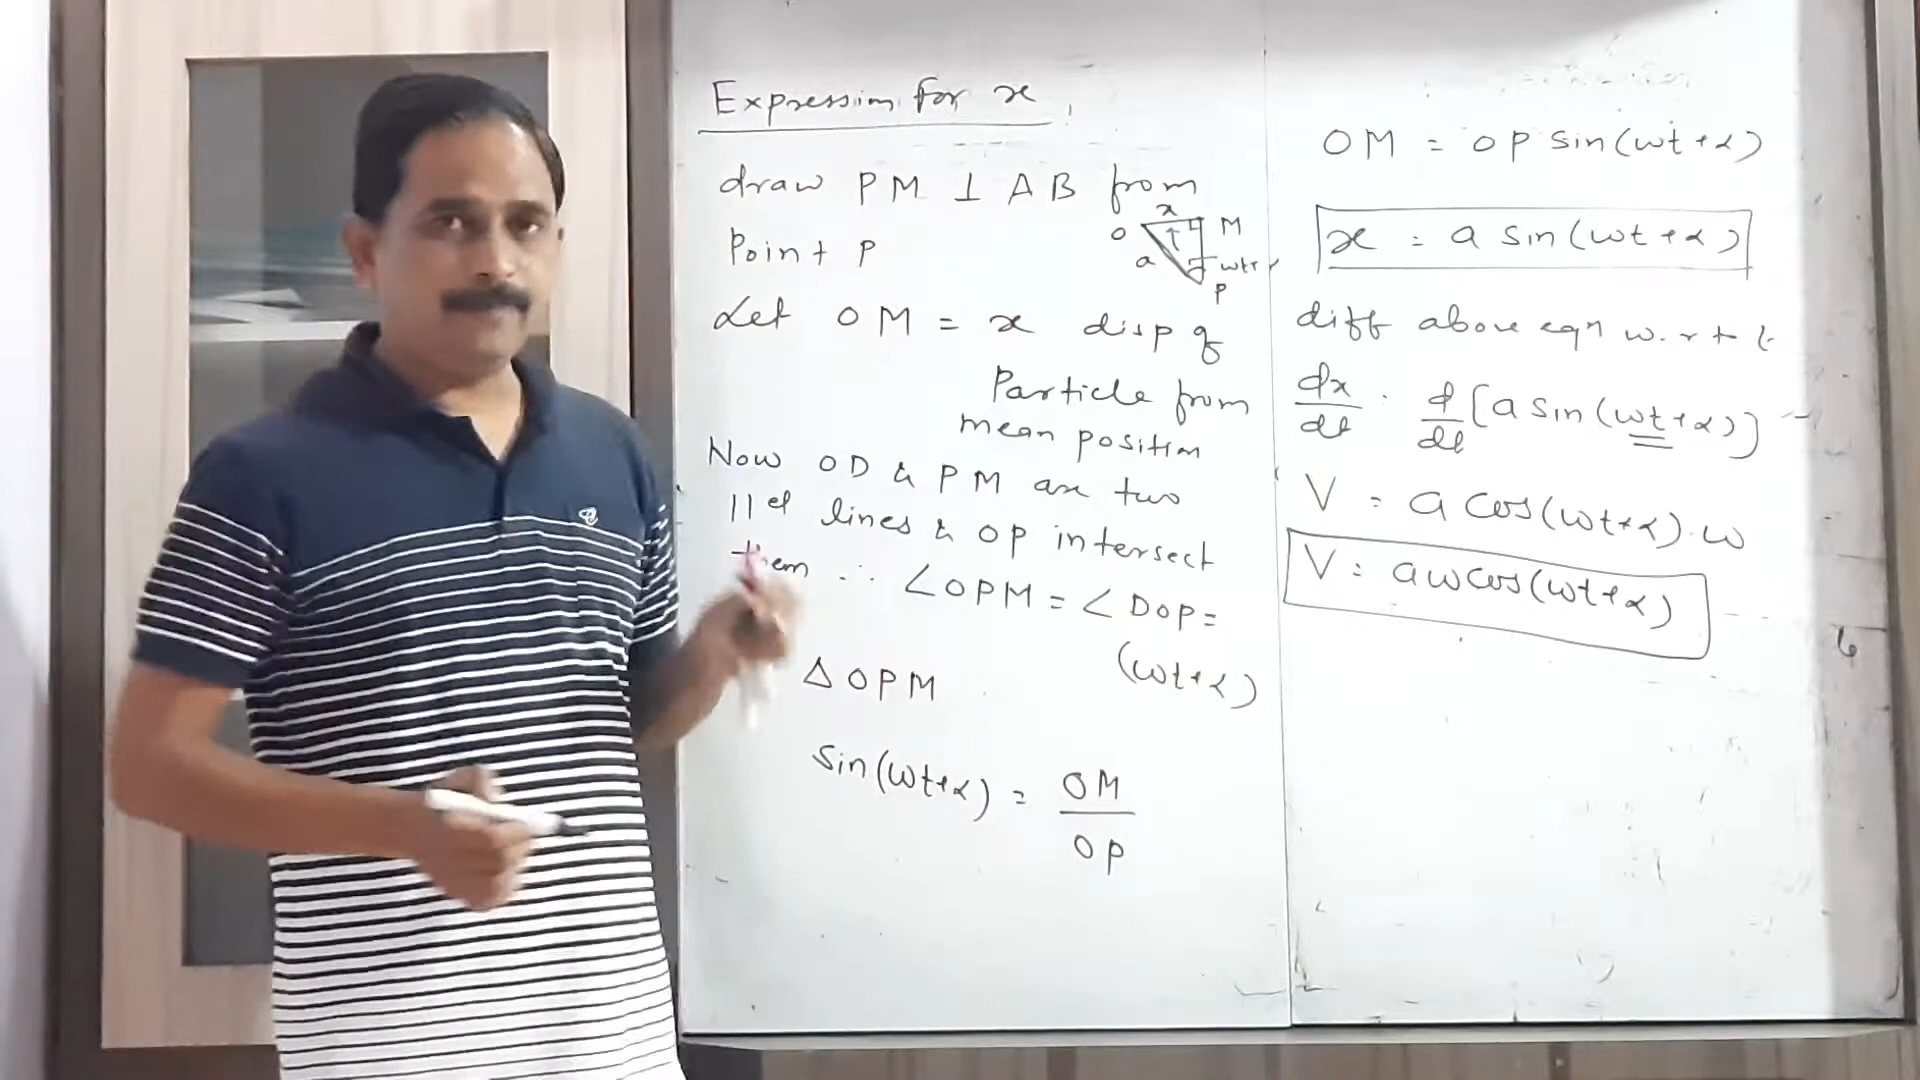 Expression for x
draw PM ⊥ AB from
Point P
x
O
M
a
P
Let OM = x disp of
Particle from
mean position
Now OD & PM are two
||el lines & OP intersect
them ∴ ∠OPM = ∠DOP =
(ωt+α)
△OPM
sin(ωt+α) = OM
OP
OM = OP sin(ωt+α)
x = a sin(ωt+α)
diff above eqn w.r t t
dx/dt = d/dt [a sin(ωt+α)]
V = a cos(ωt+α).ω
V = aω cos(ωt+α)